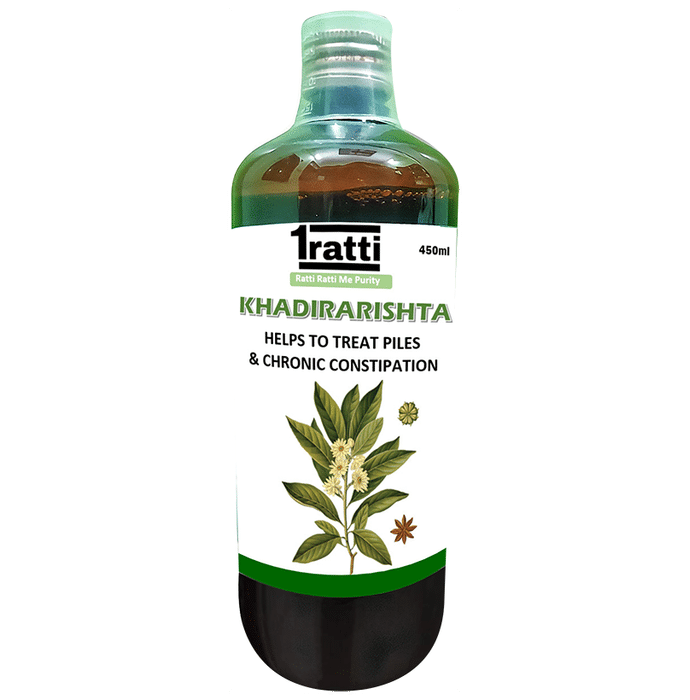 1ratti
450ml
Ratti Ratti Me Purity
KHADIRARISHTA
HELPS TO TREAT PILES
& CHRONIC CONSTIPATION